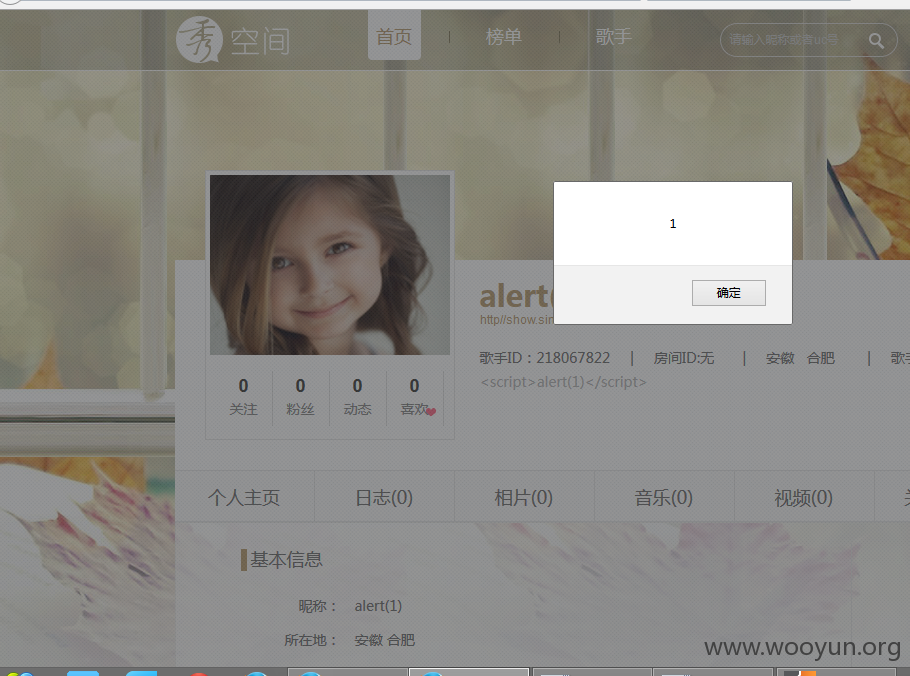 秀 空间
首页 | 榜单 | 歌手
请输入昵称或者uc号
1
确定
alert(
http//show.sin
歌手ID：218067822 | 房间ID:无 | 安徽 合肥 | 歌手
<script>alert(1)</script>
0 0 0 0
关注 粉丝 动态 喜欢
个人主页 日志(0) 相片(0) 音乐(0) 视频(0)
基本信息
昵称： alert(1)
所在地： 安徽 合肥
www.wooyun.org